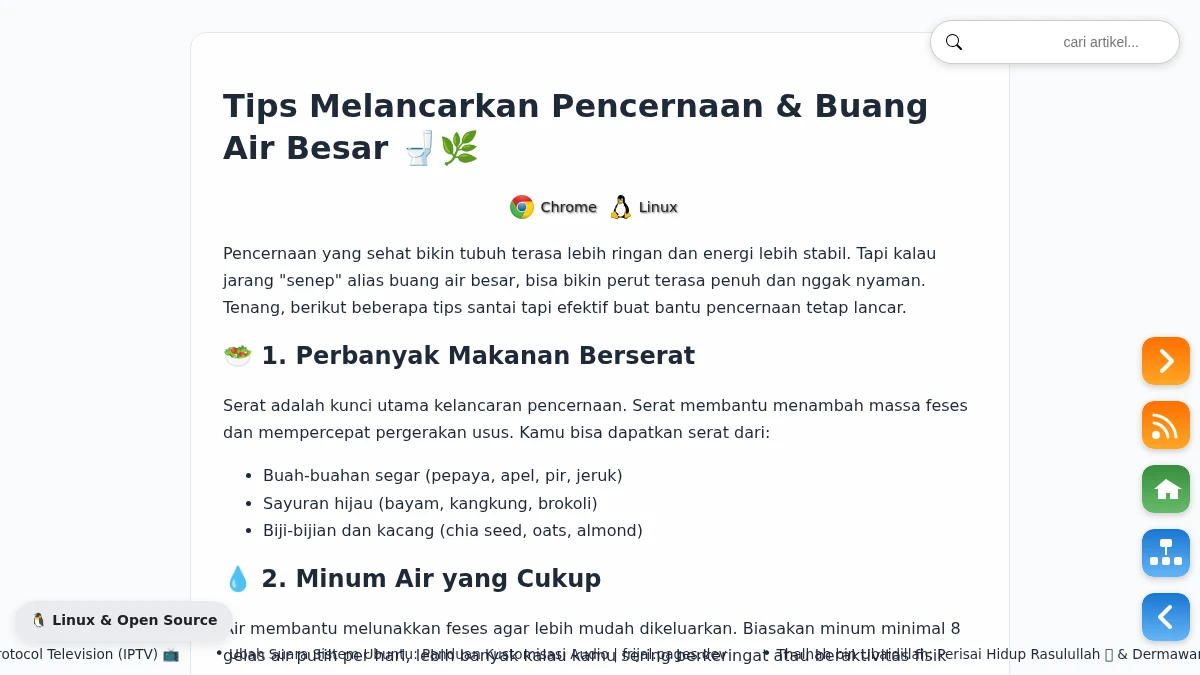 cari artikel...
Tips Melancarkan Pencernaan & Buang
Air Besar 🚽🌿
Chrome Linux
Pencernaan yang sehat bikin tubuh terasa lebih ringan dan energi lebih stabil. Tapi kalau
jarang "senep" alias buang air besar, bisa bikin perut terasa penuh dan nggak nyaman.
Tenang, berikut beberapa tips santai tapi efektif buat bantu pencernaan tetap lancar.
🥗 1. Perbanyak Makanan Berserat
Serat adalah kunci utama kelancaran pencernaan. Serat membantu menambah massa feses
dan mempercepat pergerakan usus. Kamu bisa dapatkan serat dari:
• Buah-buahan segar (pepaya, apel, pir, jeruk)
• Sayuran hijau (bayam, kangkung, brokoli)
• Biji-bijian dan kacang (chia seed, oats, almond)
💧 2. Minum Air yang Cukup
🐧 Linux & Open Source
Air membantu melunakkan feses agar lebih mudah dikeluarkan. Biasakan minum minimal 8
gelas air putih per hari, lebih banyak kalau kamu sering berkeringat atau beraktivitas fisik
rotocol Television (IPTV) 📺 • Ubah Suara Sistem Ubuntu: Panduan Kustomisasi Audio | frijal.pages.dev • Thalhah bin Ubaidillah: Perisai Hidup Rasulullah & Dermawan